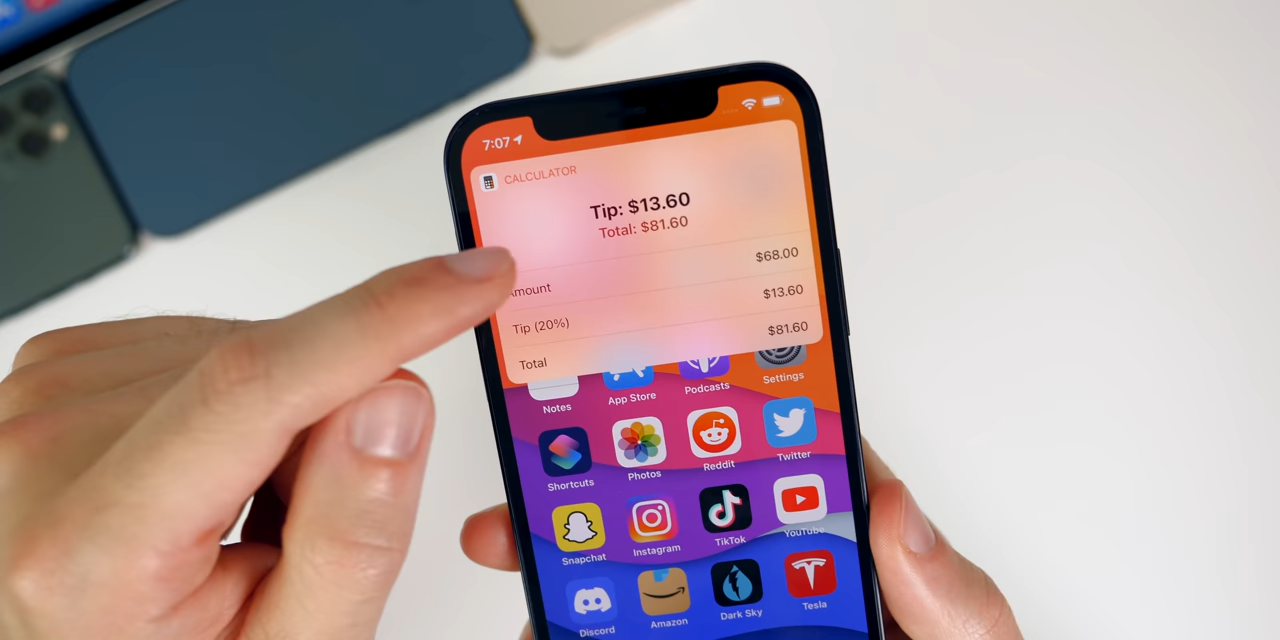 7:07
CALCULATOR
Tip: $13.60
Total: $81.60
Amount $68.00
Tip (20%) $13.60
Total $81.60
Notes App Store Podcasts Settings
Shortcuts Photos Reddit Twitter
Snapchat Instagram TikTok YouTube
Discord Amazon Dark Sky Tesla